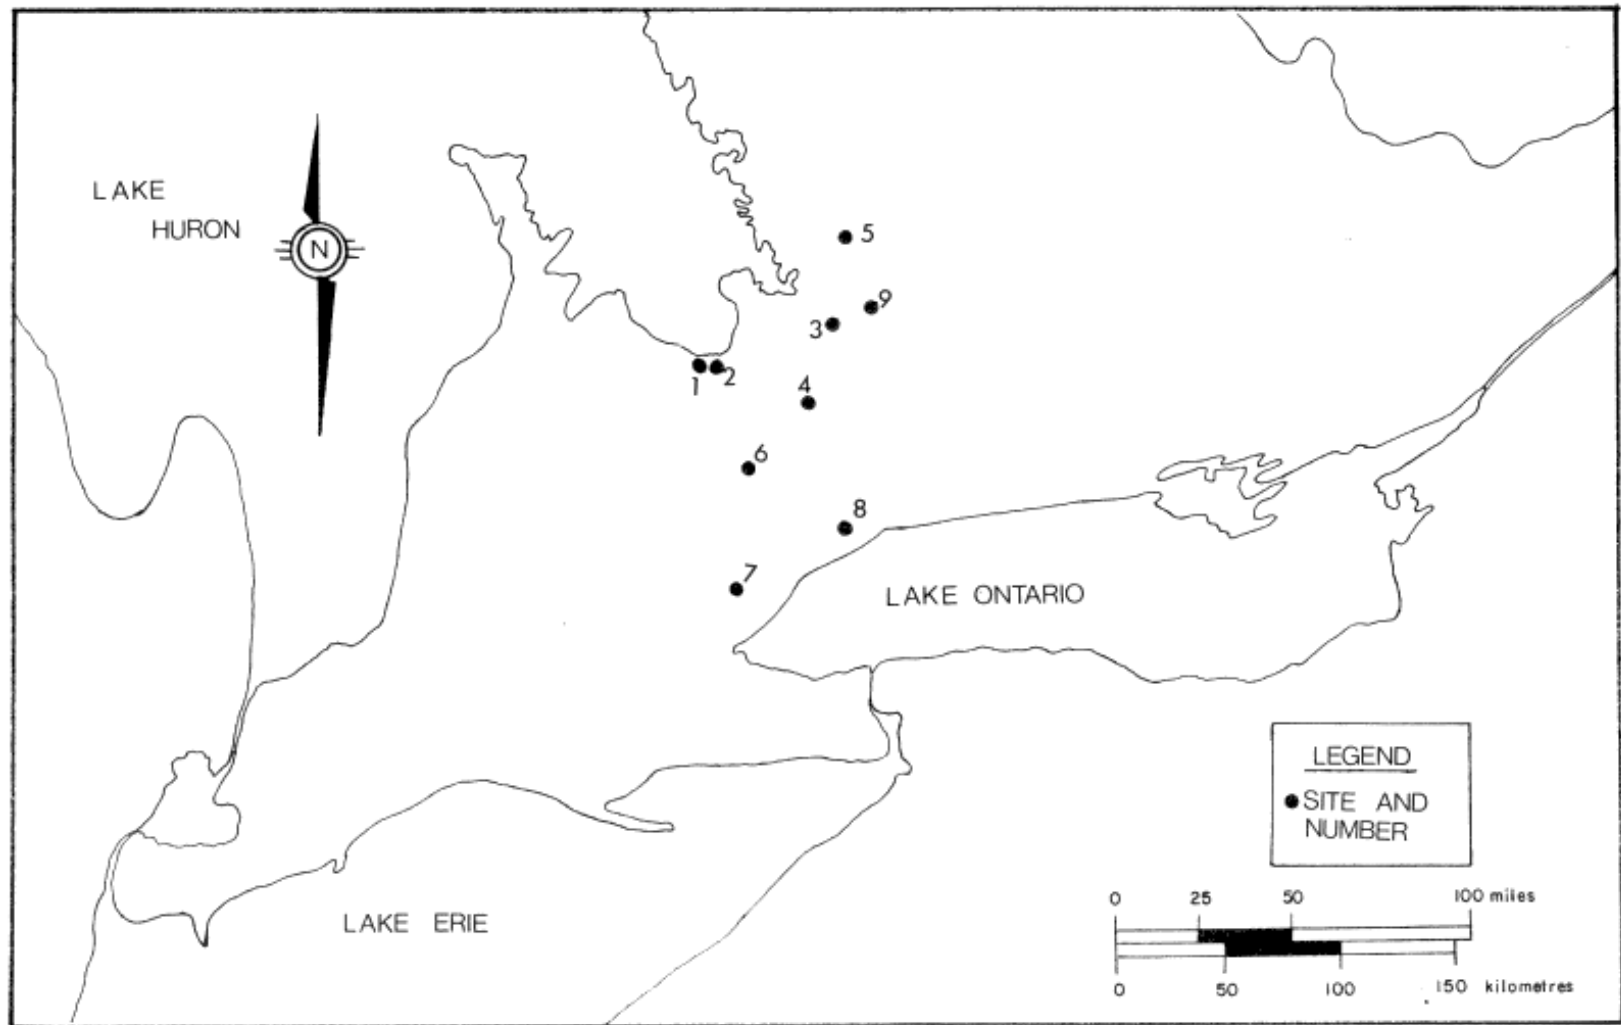 LAKE
HURON
N
5
9
3
1
2
4
6
8
7
LAKE ONTARIO
LEGEND
SITE AND
NUMBER
LAKE ERIE
0 25 50 100 miles
0 50 100 150 kilometres